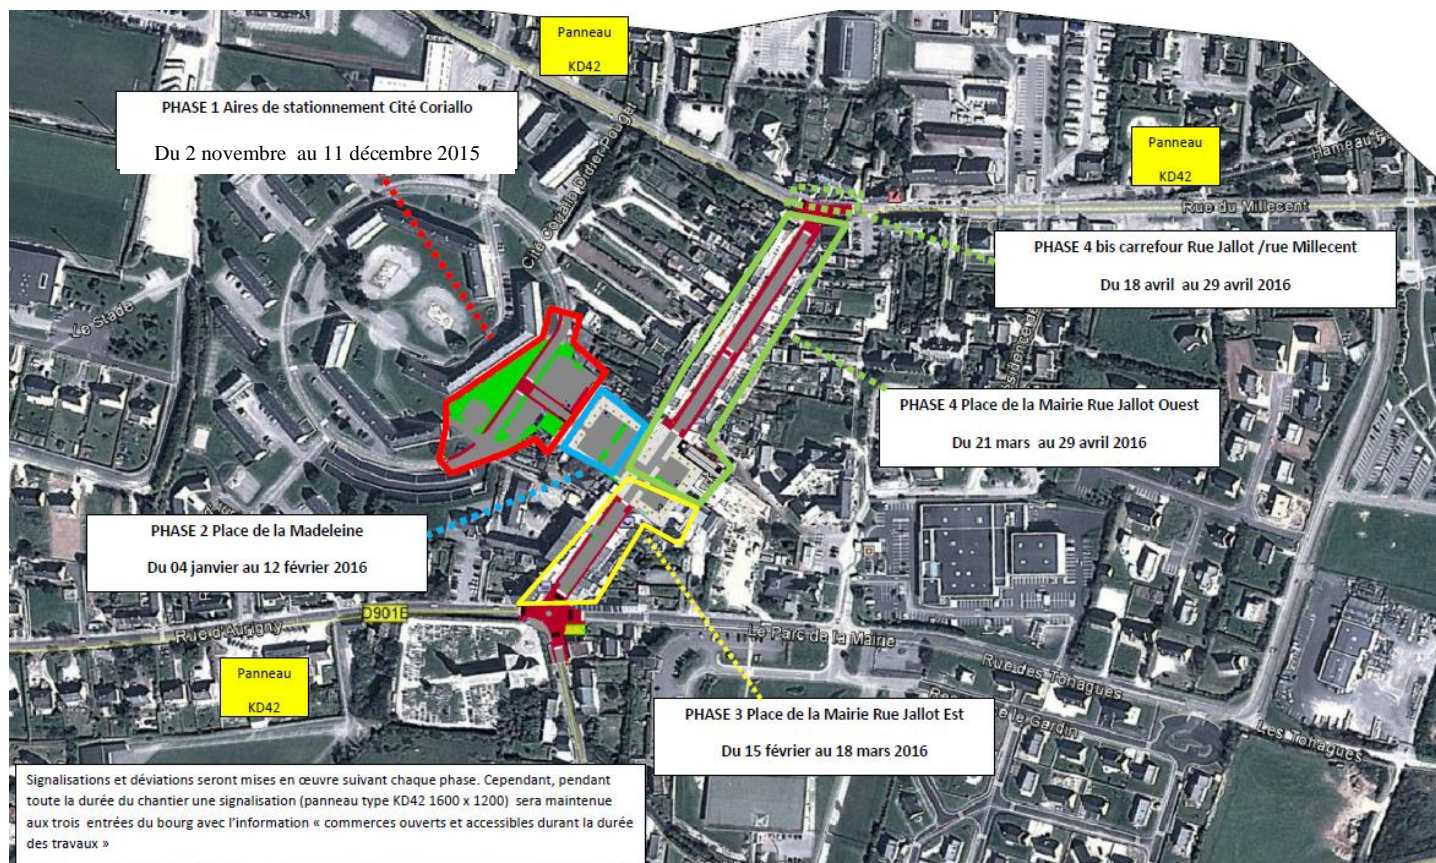 Panneau
KD42
PHASE 1 Aires de stationnement Cité Coriallo
Du 2 novembre au 11 décembre 2015
Panneau
KD42
Hameau
Cité Coriallo Didier Pouget
Rue du Millecent
PHASE 4 bis carrefour Rue Jallot /rue Millecent
Du 18 avril au 29 avril 2016
Le Stade
PHASE 4 Place de la Mairie Rue Jallot Ouest
Du 21 mars au 29 avril 2016
PHASE 2 Place de la Madeleine
Du 04 janvier au 12 février 2016
D901E
Rue d'Aurigny
Le Parc de la Mairie
Rue des Tohagues
Panneau
KD42
le Gardin
Les Tohagues
PHASE 3 Place de la Mairie Rue Jallot Est
Du 15 février au 18 mars 2016
Signalisations et déviations seront mises en œuvre suivant chaque phase. Cependant, pendant
toute la durée du chantier une signalisation (panneau type KD42 1600 x 1200) sera maintenue
aux trois entrées du bourg avec l'information « commerces ouverts et accessibles durant la durée
des travaux »